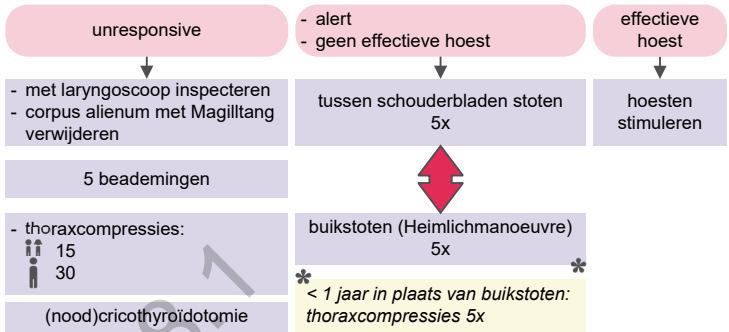 unresponsive
- met laryngoscoop inspecteren
- corpus alienum met Magilltang
verwijderen
5 beademingen
- thoraxcompressies:
15
30
(nood)cricothyroïdotomie
- alert
- geen effectieve hoest
tussen schouderbladen stoten
5x
buikstoten (Heimlichmanoeuvre)
5x
* *
< 1 jaar in plaats van buikstoten:
thoraxcompressies 5x
effectieve
hoest
hoesten
stimuleren
8.1